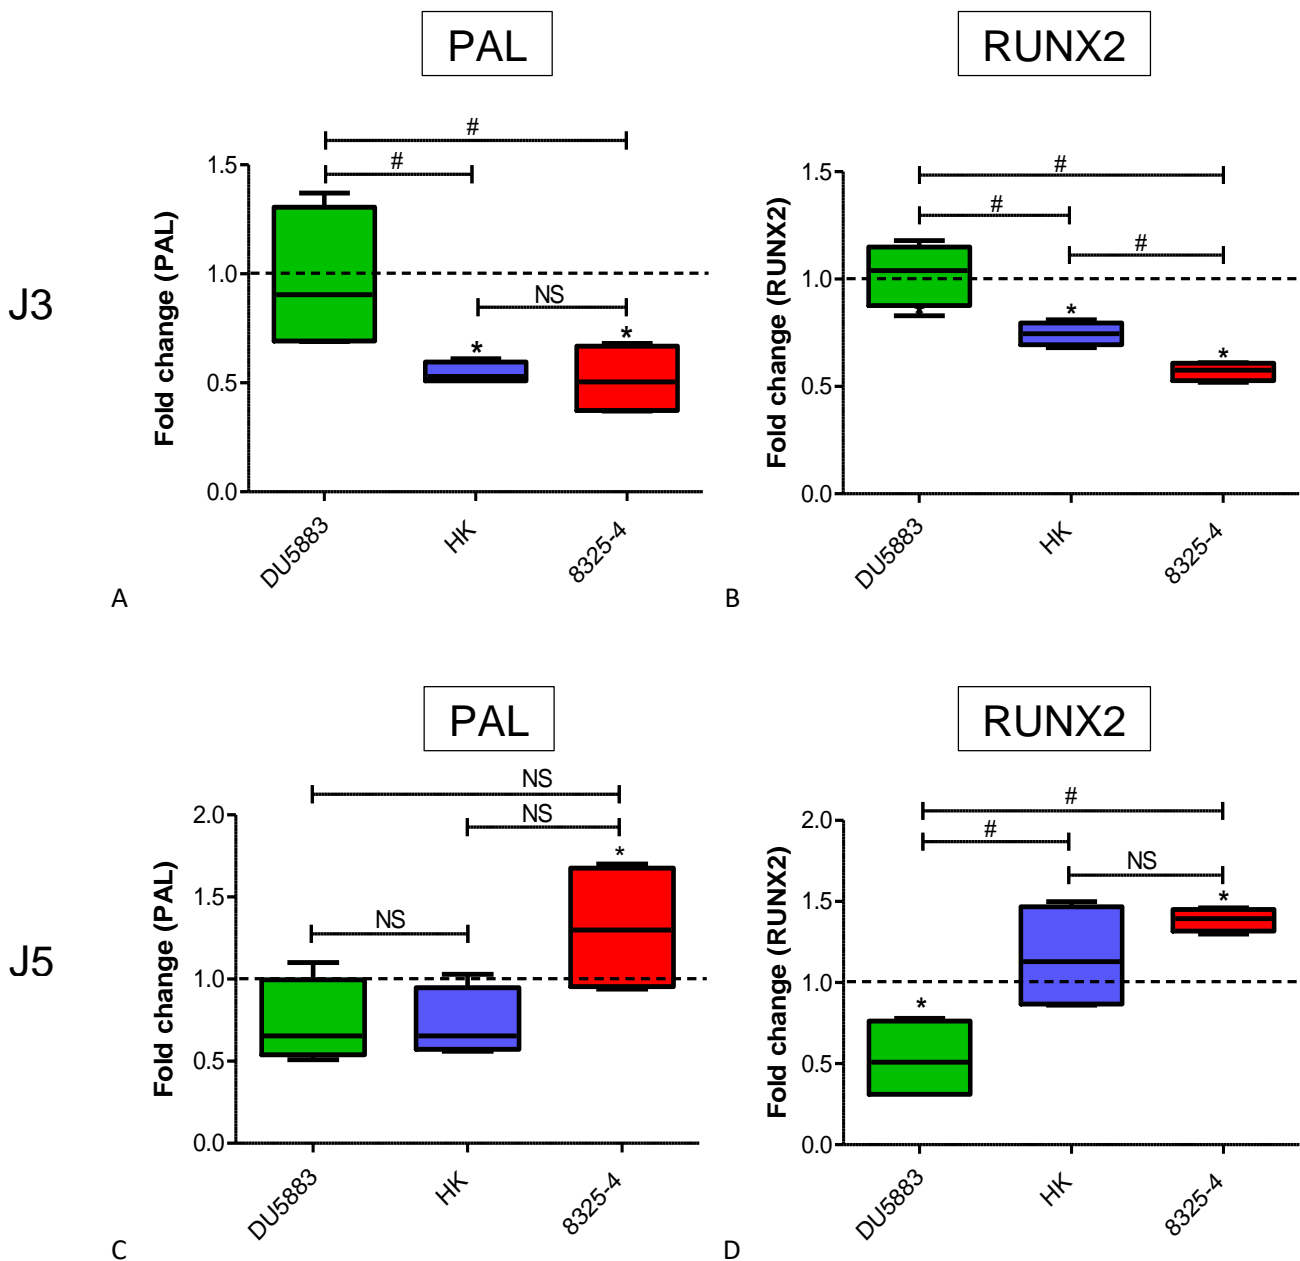 PAL
RUNX2
J3
#
#
1.5
1.0
0.5
0.0
Fold change (PAL)
NS
*
*
DU5883
HK
8325-4
A
#
#
#
1.5
1.0
0.5
0.0
Fold change (RUNX2)
*
*
DU5883
HK
8325-4
B
PAL
RUNX2
J5
NS
NS
NS
2.0
1.5
1.0
0.5
0.0
Fold change (PAL)
*
DU5883
HK
8325-4
C
#
#
NS
2.0
1.5
1.0
0.5
0.0
Fold change (RUNX2)
*
*
DU5883
HK
8325-4
D